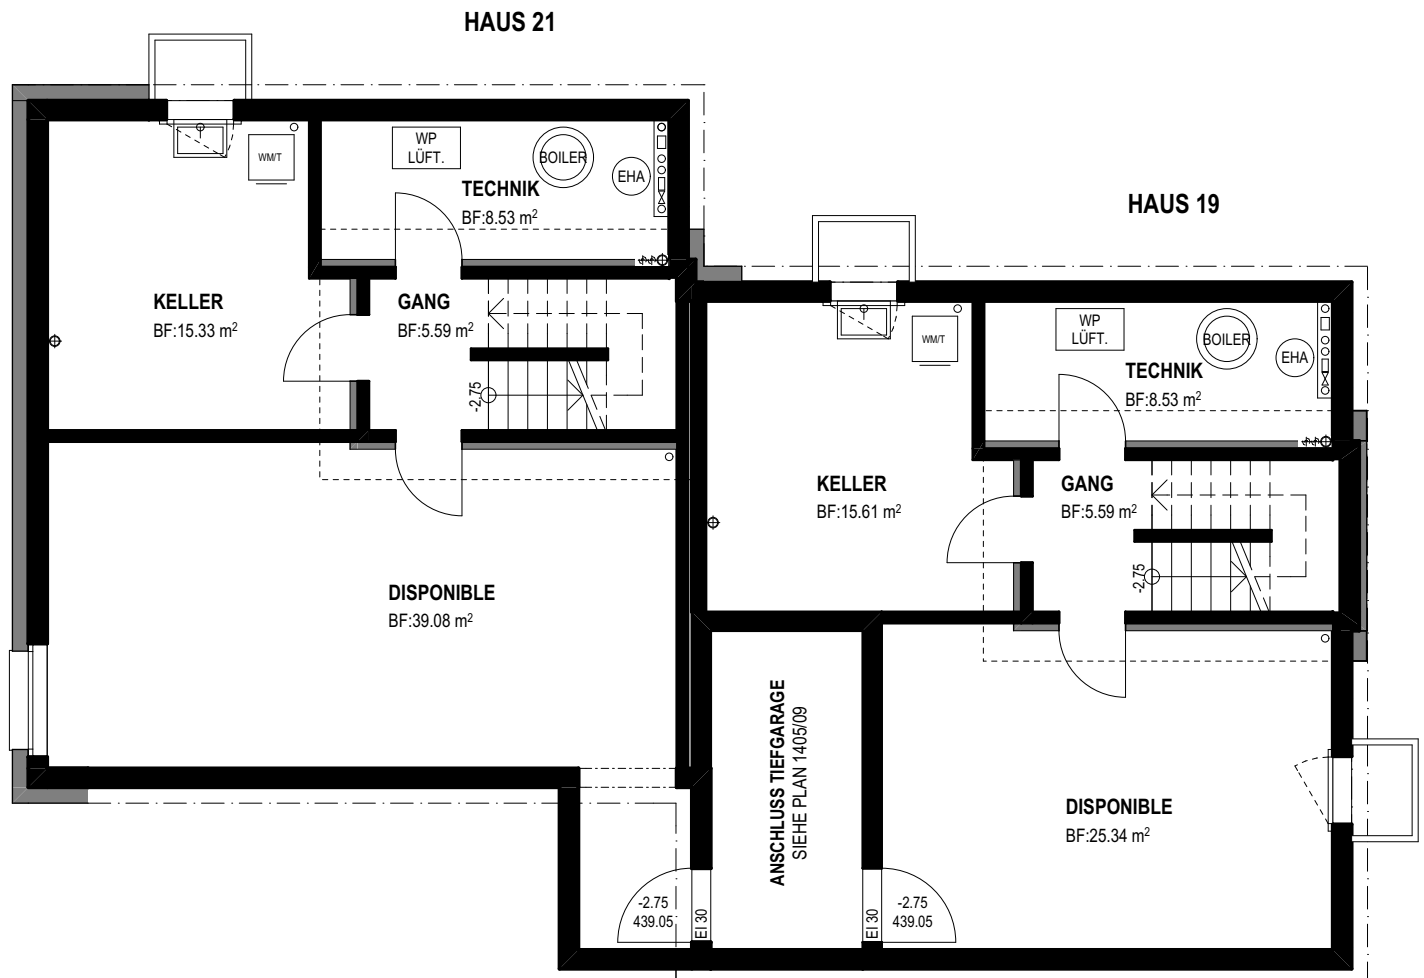 HAUS 21
WM/T
WP
LÜFT.
BOILER
EHA
TECHNIK
BF:8.53 m²
KELLER
BF:15.33 m²
GANG
BF:5.59 m²
-2.75
DISPONIBLE
BF:39.08 m²
HAUS 19
WM/T
WP
LÜFT.
BOILER
EHA
TECHNIK
BF:8.53 m²
KELLER
BF:15.61 m²
GANG
BF:5.59 m²
-2.75
ANSCHLUSS TIEFGARAGE
SIEHE PLAN 1405/09
DISPONIBLE
BF:25.34 m²
-2.75
439.05
EI 30
EI 30
-2.75
439.05